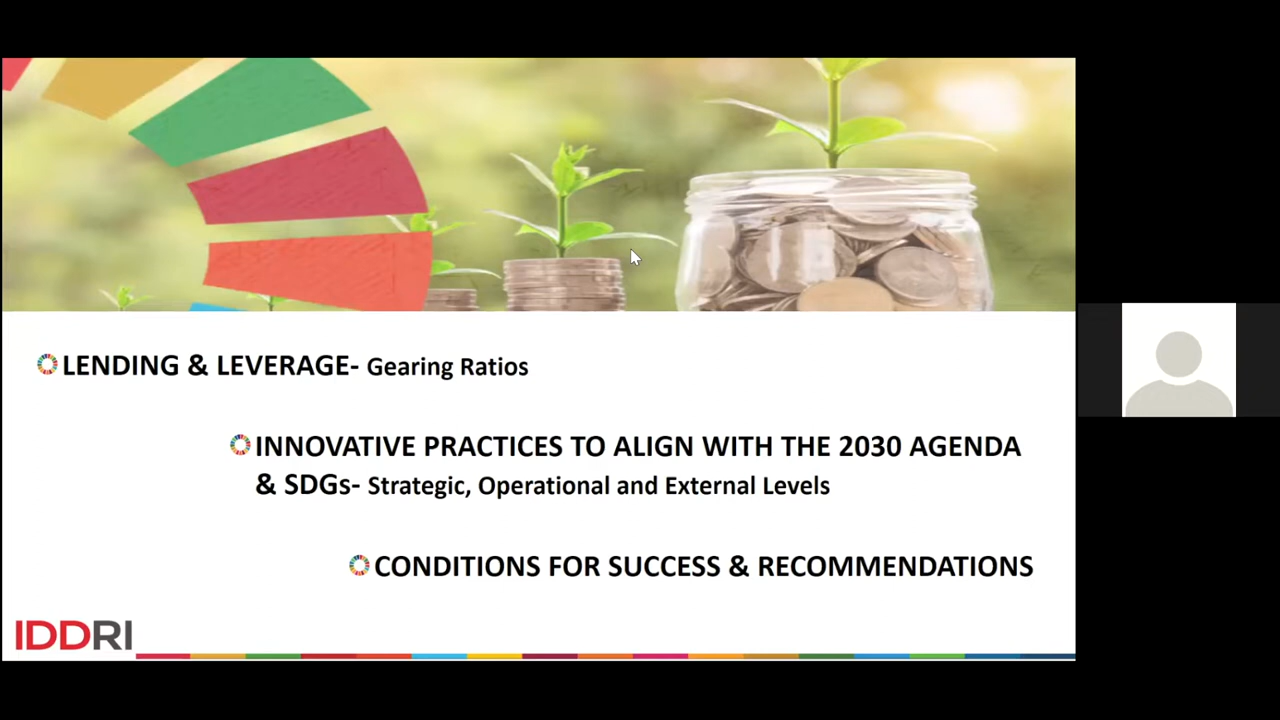 LENDING & LEVERAGE- Gearing Ratios
INNOVATIVE PRACTICES TO ALIGN WITH THE 2030 AGENDA
& SDGs- Strategic, Operational and External Levels
CONDITIONS FOR SUCCESS & RECOMMENDATIONS
IDDRI